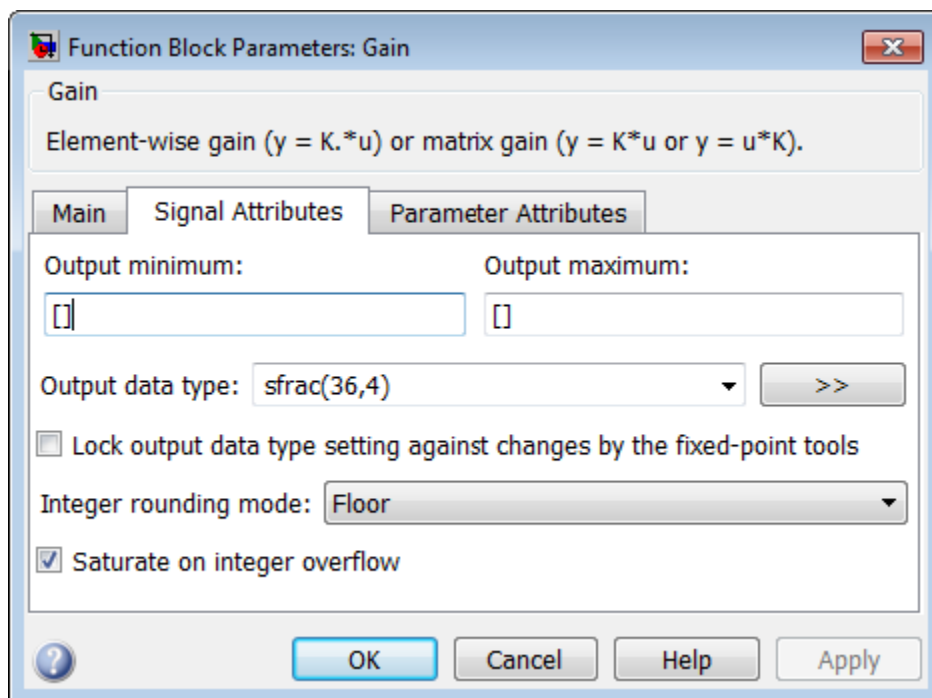 Function Block Parameters: Gain
Gain
Element-wise gain (y = K.*u) or matrix gain (y = K*u or y = u*K).
Main Signal Attributes Parameter Attributes
Output minimum: Output maximum:
[] []
Output data type: sfrac(36,4) >>
Lock output data type setting against changes by the fixed-point tools
Integer rounding mode: Floor
Saturate on integer overflow
? OK Cancel Help Apply